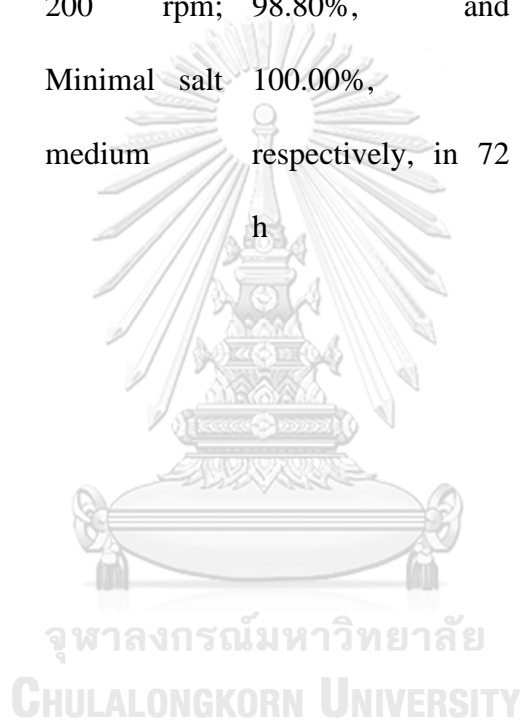 200 rpm; 98.80%, and
Minimal salt 100.00%,
medium respectively, in 72
h
จุฬาลงกรณ์มหาวิทยาลัย
CHULALONGKORN UNIVERSITY